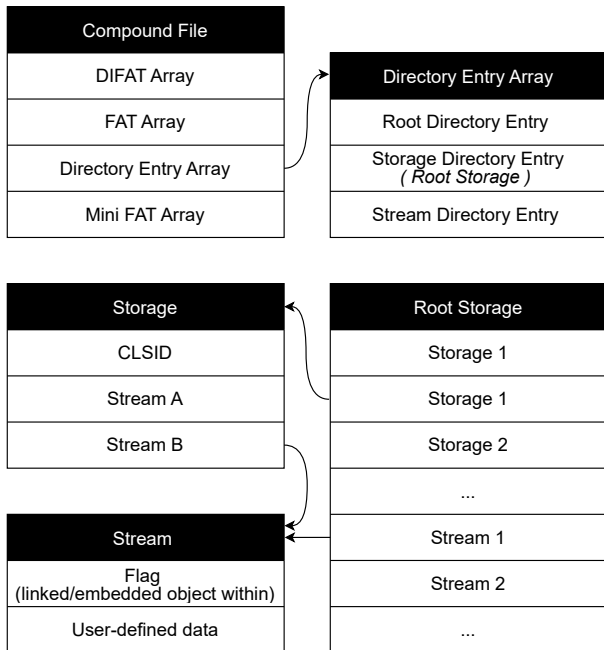 Compound File
DIFAT Array
FAT Array
Directory Entry Array
Mini FAT Array
Directory Entry Array
Root Directory Entry
Storage Directory Entry
( Root Storage )
Stream Directory Entry
Storage
CLSID
Stream A
Stream B
Root Storage
Storage 1
Storage 1
Storage 2
...
Stream 1
Stream 2
...
Stream
Flag
(linked/embedded object within)
User-defined data